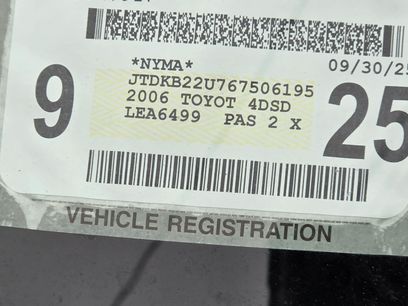 *NYMA* 09/30/25
JTDKB22U767506195
2006 TOYOT 4DSD
LEA6499 PAS 2 X
9 25
VEHICLE REGISTRATION